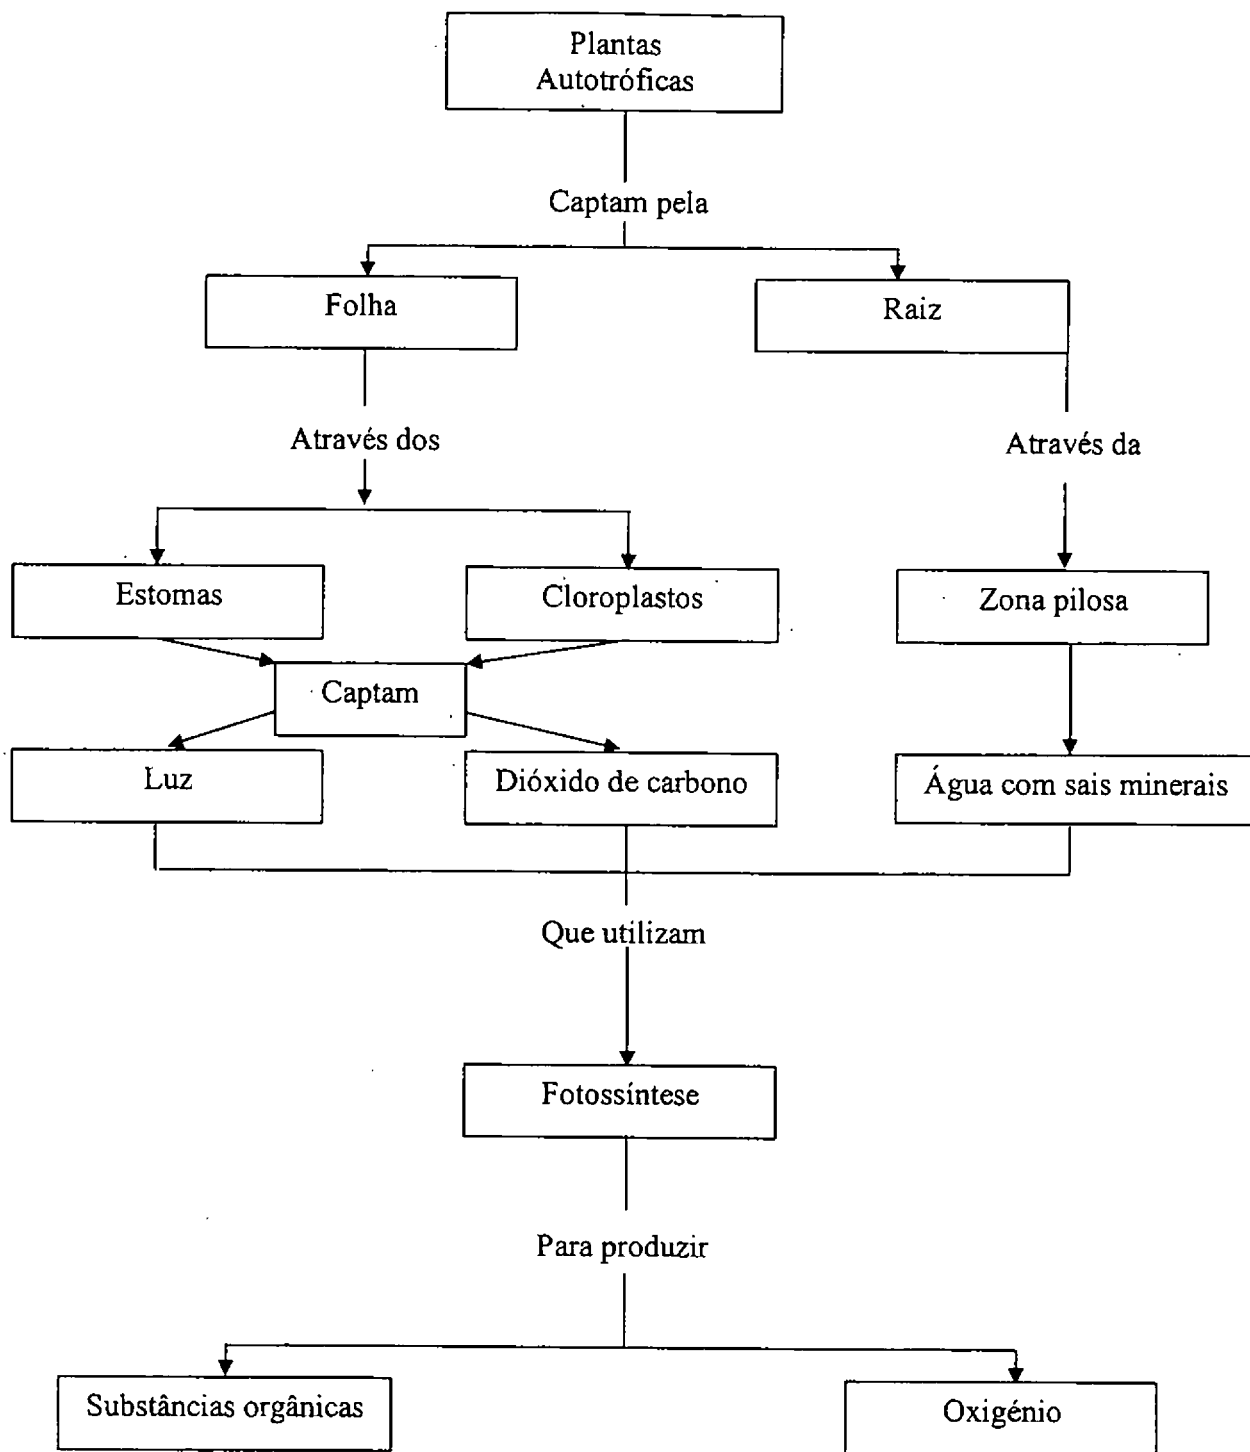 Plantas
Autotróficas
Captam pela
Folha
Raiz
Através dos
Através da
Estomas
Cloroplastos
Zona pilosa
Captam
Luz
Dióxido de carbono
Água com sais minerais
Que utilizam
Fotossíntese
Para produzir
Substâncias orgânicas
Oxigénio